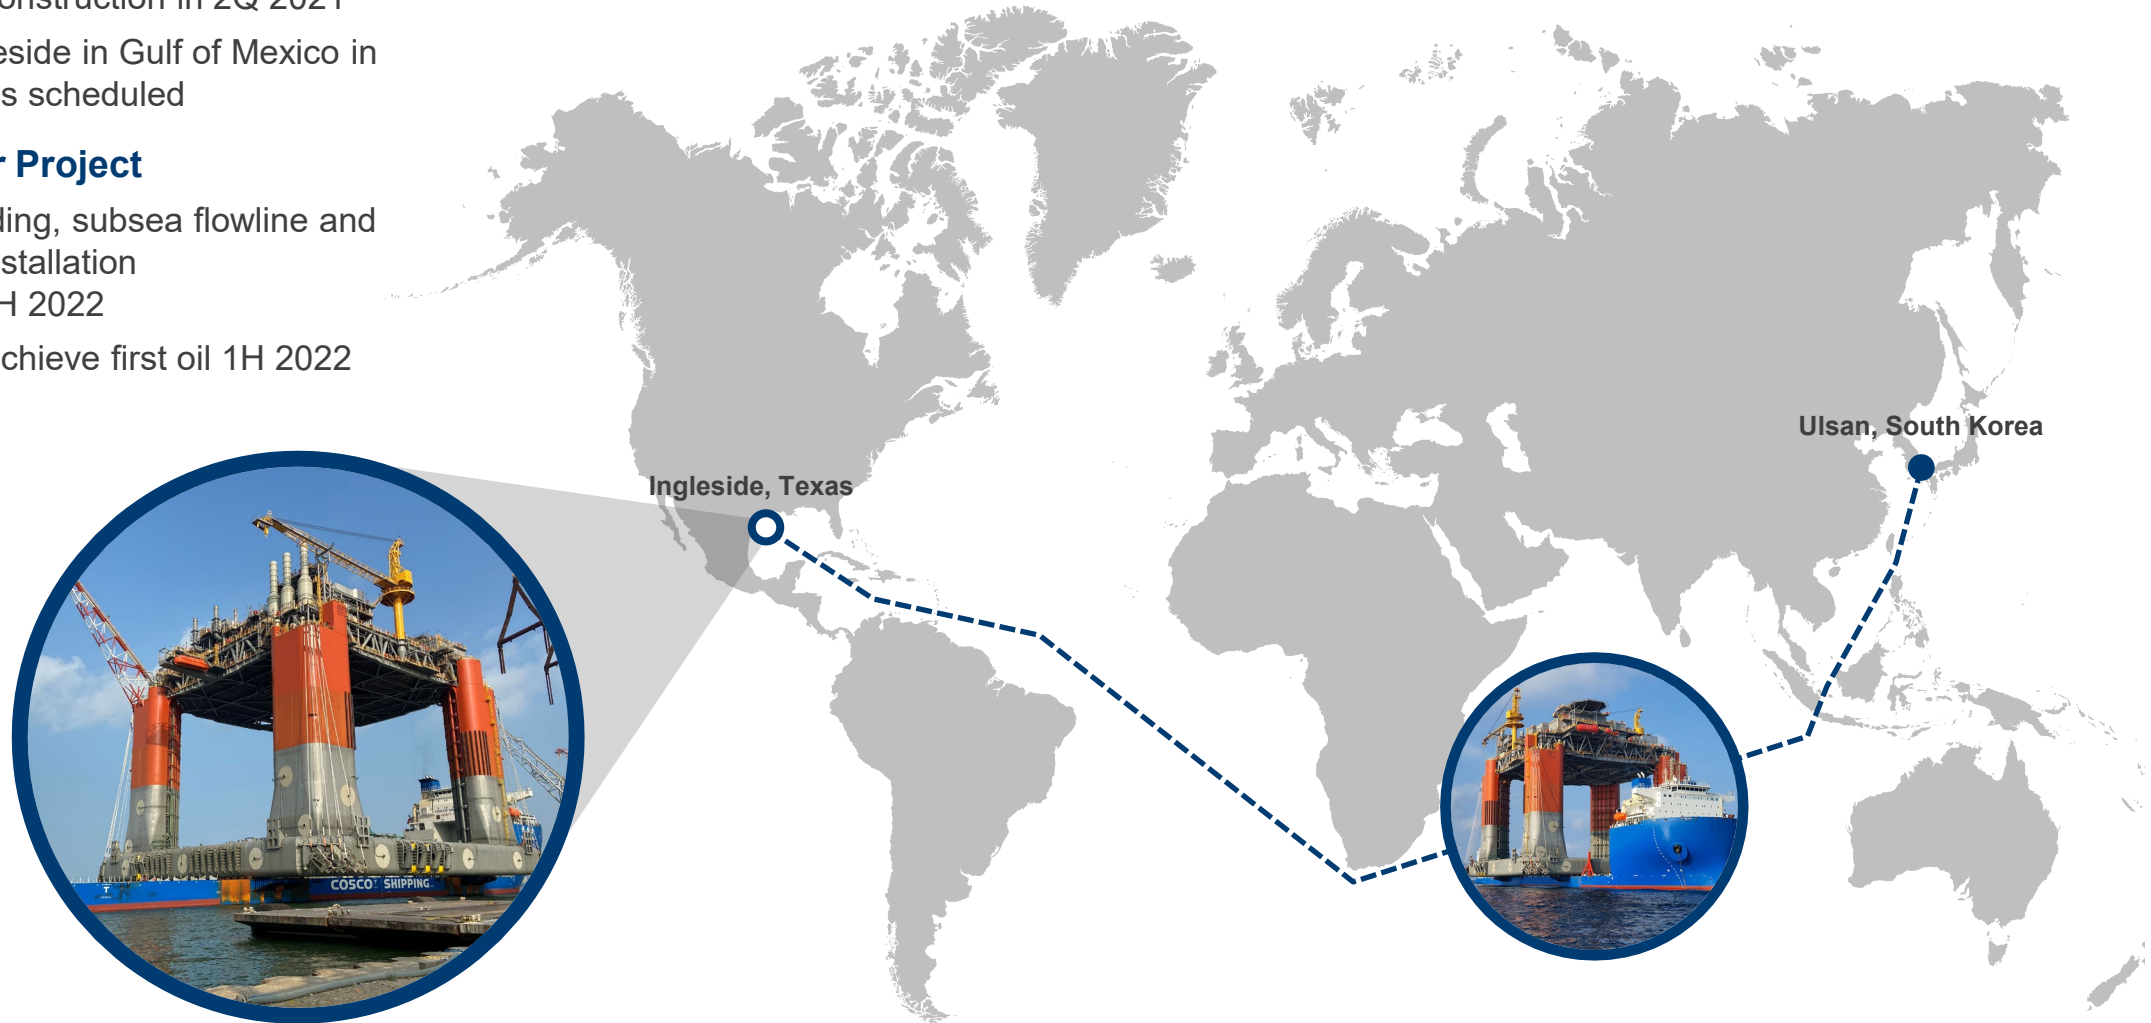 onstruction in 2Q 2021
eside in Gulf of Mexico in
s scheduled
r Project
ding, subsea flowline and
stallation
H 2022
chieve first oil 1H 2022
Ulsan, South Korea
Ingleside, Texas
COSCO SHIPPING